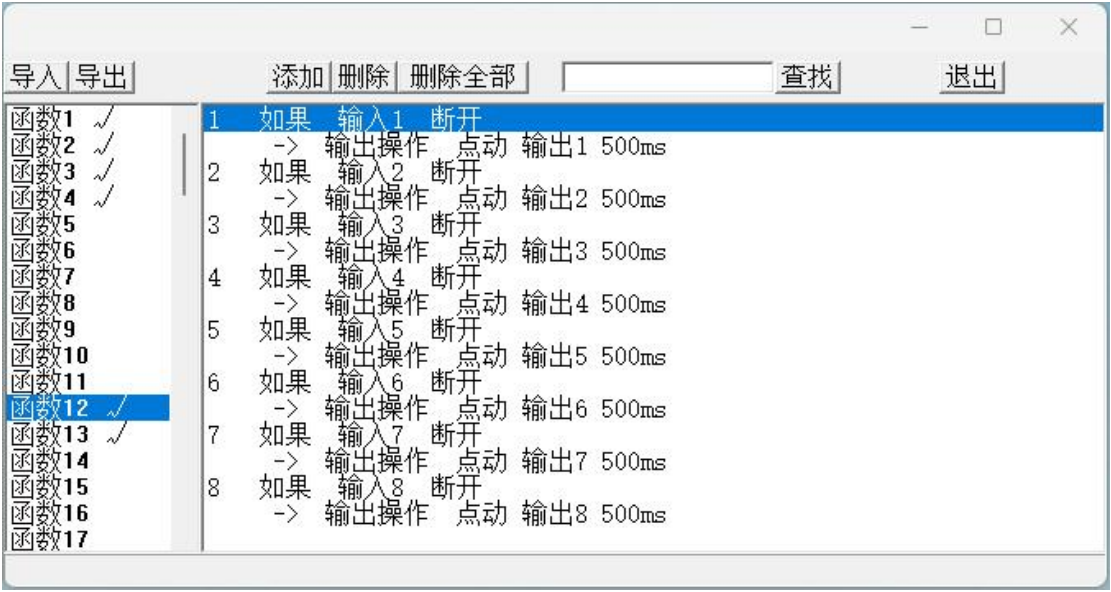 导入 导出 添加 删除 删除全部 查找 退出
函数1 √
函数2 √
函数3 √
函数4 √
函数5
函数6
函数7
函数8
函数9
函数10
函数11
函数12 √
函数13 √
函数14
函数15
函数16
函数17
1 如果 输入1 断开
-> 输出操作 点动 输出1 500ms
2 如果 输入2 断开
-> 输出操作 点动 输出2 500ms
3 如果 输入3 断开
-> 输出操作 点动 输出3 500ms
4 如果 输入4 断开
-> 输出操作 点动 输出4 500ms
5 如果 输入5 断开
-> 输出操作 点动 输出5 500ms
6 如果 输入6 断开
-> 输出操作 点动 输出6 500ms
7 如果 输入7 断开
-> 输出操作 点动 输出7 500ms
8 如果 输入8 断开
-> 输出操作 点动 输出8 500ms